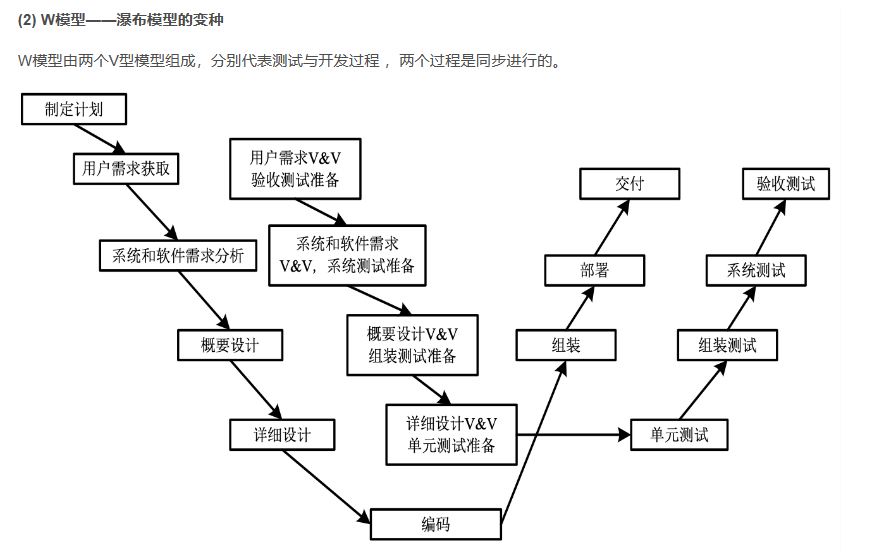 (2) W模型——瀑布模型的变种
W模型由两个V型模型组成，分别代表测试与开发过程 ，两个过程是同步进行的。
制定计划
用户需求获取
用户需求V&V
验收测试准备
交付
验收测试
系统和软件需求分析
系统和软件需求
V&V，系统测试准备
部署
系统测试
概要设计
概要设计V&V
组装测试准备
组装
组装测试
详细设计
详细设计V&V
单元测试准备
单元测试
编码